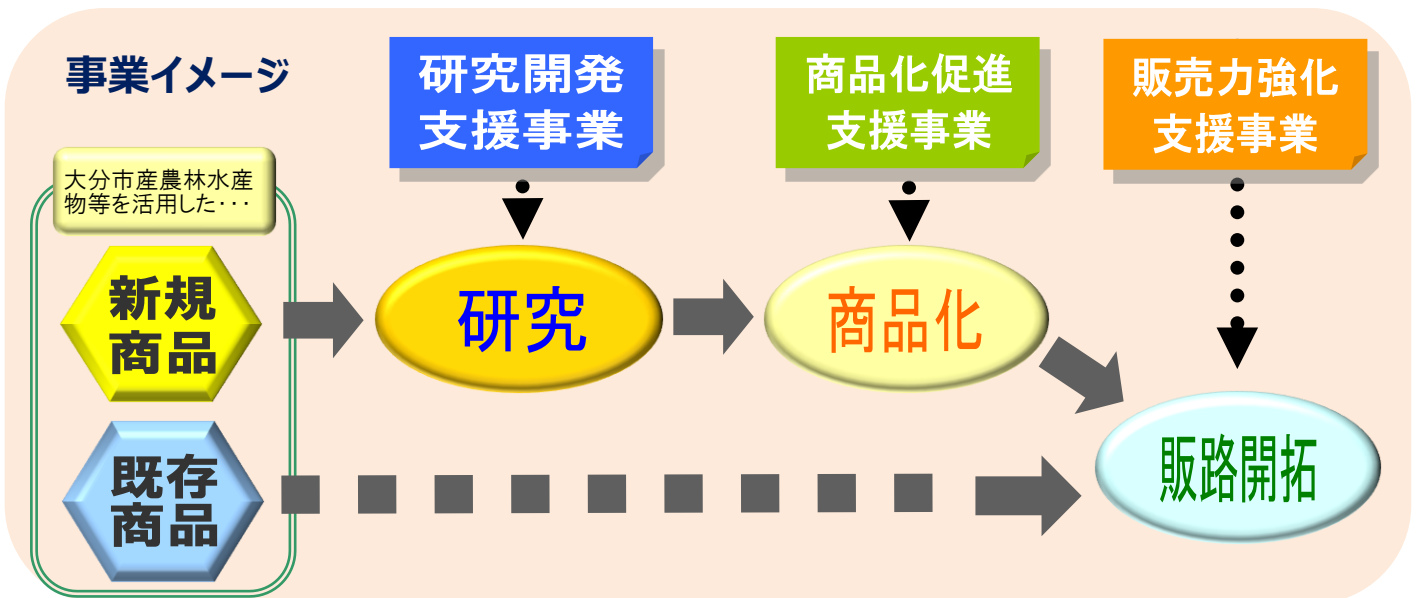 事業イメージ
研究開発
支援事業
商品化促進
支援事業
販売力強化
支援事業
大分市産農林水産
物等を活用した･･･
新規
商品
研究
商品化
既存
商品
販路開拓